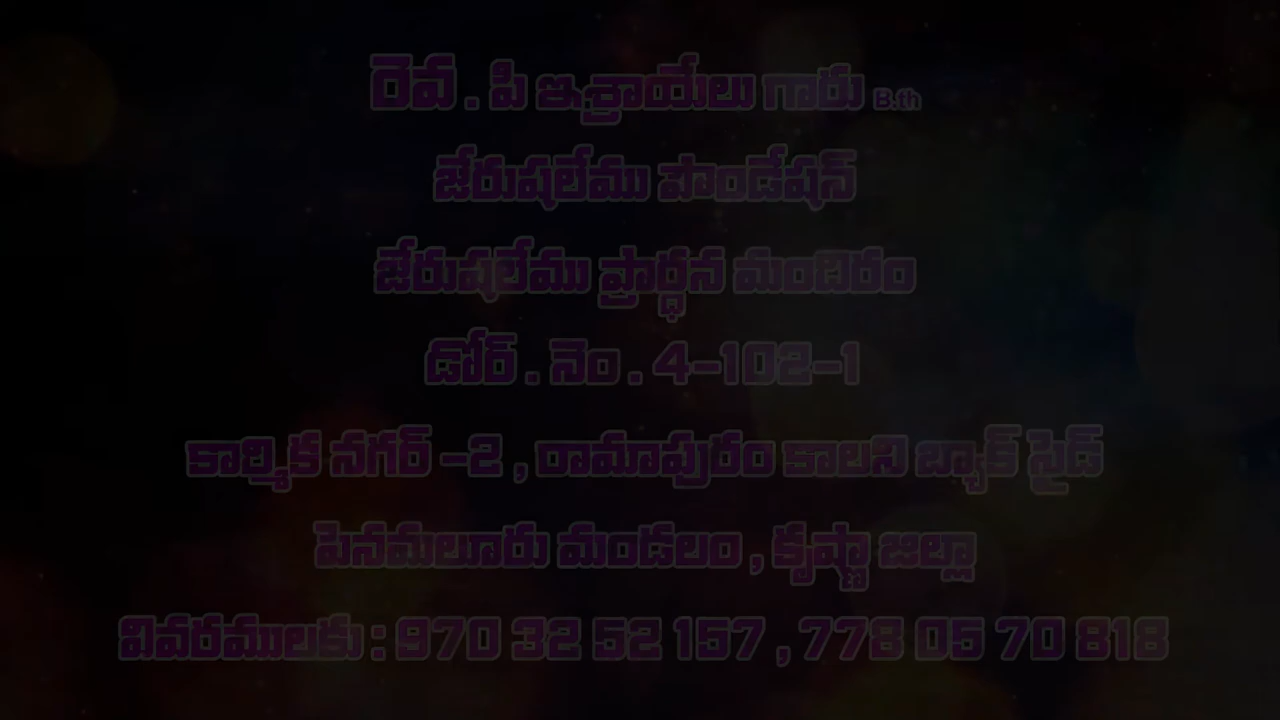 రెవ . పి ఇశ్రాయేలు గారు B.th
జేరుషలేము ఫౌండేషన్
జేరుషలేము ప్రార్ధన మందిరం
డోర్ . నెం . 4-102-1
కార్మిక నగర్ -2 , రామాపురం కాలని బ్యాక్ సైడ్
పెనమలూరు మండలం , కృష్ణా జిల్లా
వివరములకు : 970 32 52 157 , 778 05 70 818